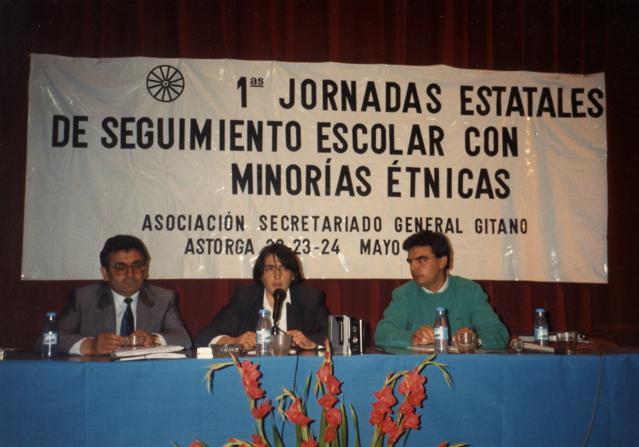 1as JORNADAS ESTATALES
DE SEGUIMIENTO ESCOLAR CON
MINORÍAS ÉTNICAS
ASOCIACIÓN SECRETARIADO GENERAL GITANO
ASTORGA 23-24 MAYO